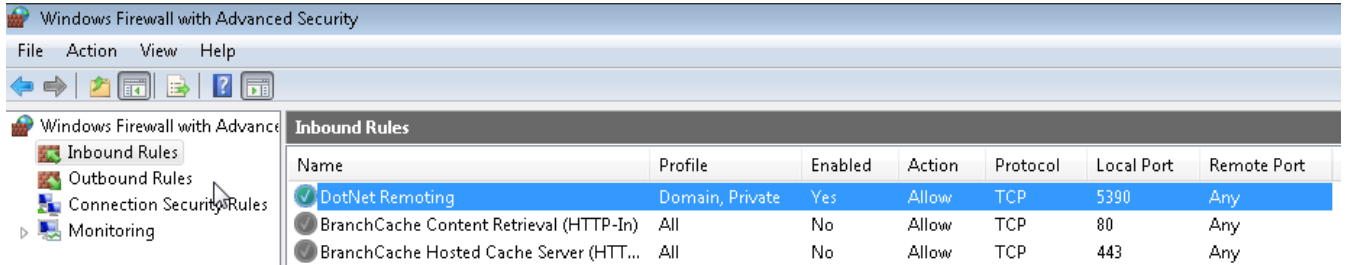 Windows Firewall with Advanced Security
File Action View Help
Windows Firewall with Advance
Inbound Rules
Outbound Rules
Connection Security Rules
Monitoring
Inbound Rules
Name Profile Enabled Action Protocol Local Port Remote Port
DotNet Remoting Domain, Private Yes Allow TCP 5390 Any
BranchCache Content Retrieval (HTTP-In) All No Allow TCP 80 Any
BranchCache Hosted Cache Server (HTT... All No Allow TCP 443 Any